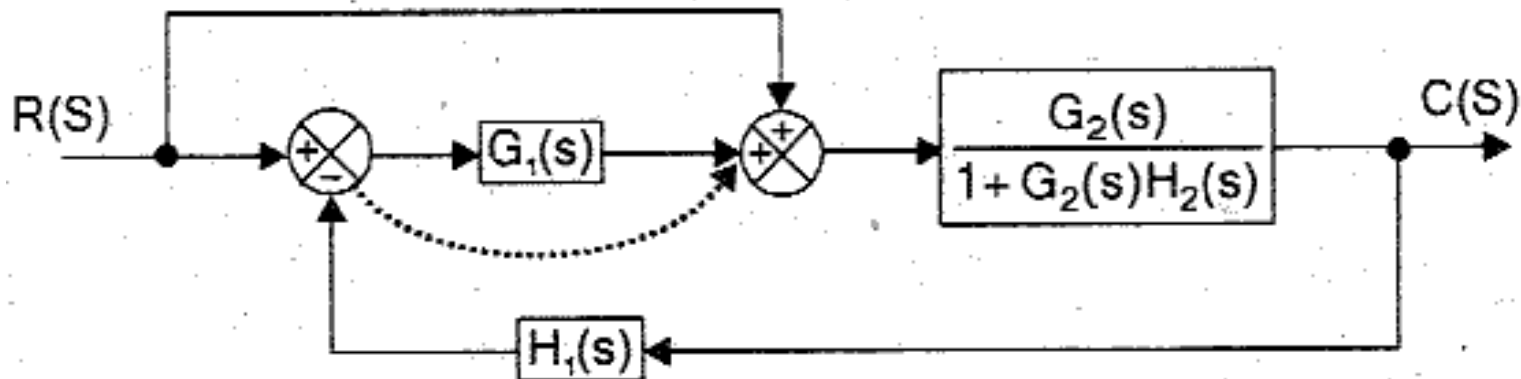 R(S)
+
−
G₁(s)
+
+
G₂(s)
1+ G₂(s)H₂(s)
C(S)
H₁(s)